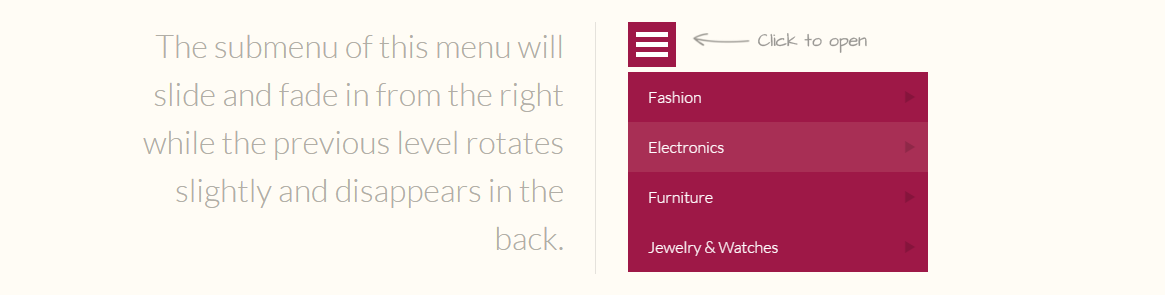 The submenu of this menu will
slide and fade in from the right
while the previous level rotates
slightly and disappears in the
back.
Click to open
Fashion
Electronics
Furniture
Jewelry & Watches